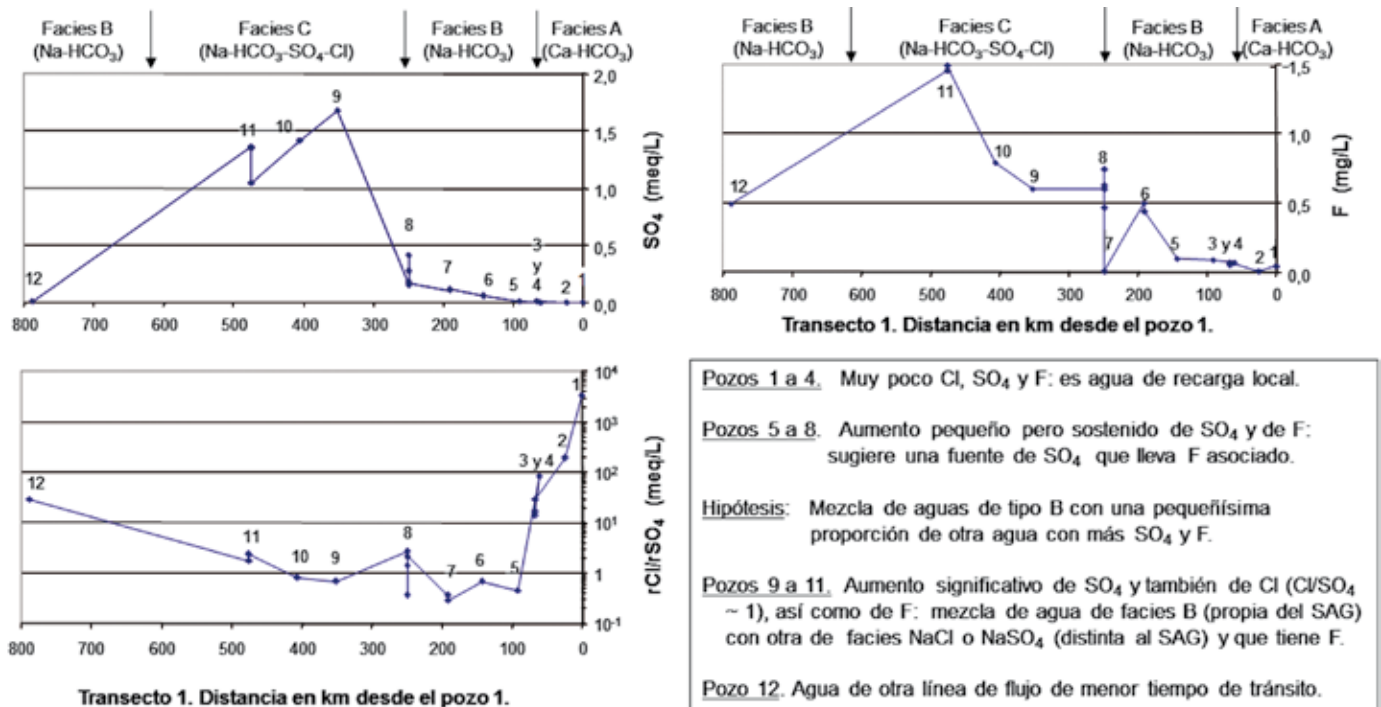 Facies B Facies C Facies B Facies A
(Na-HCO₃) (Na-HCO₃-SO₄-Cl) (Na-HCO₃) (Ca-HCO₃)
2,0
1,5
1,0
0,5
0,0
SO₄ (meq/L)
12
11
10
9
8
7
6
5
3
y
4
2
1
800 700 600 500 400 300 200 100 0
Facies B Facies C Facies B Facies A
(Na-HCO₃) (Na-HCO₃-SO₄-Cl) (Na-HCO₃) (Ca-HCO₃)
1,5
1,0
0,5
0,0
F (mg/L)
12
11
10
9
8
7
6
5
3 y 4
2
1
800 700 600 500 400 300 200 100 0
Transecto 1. Distancia en km desde el pozo 1.
10⁴
10³
10²
10¹
1
10⁻¹
rCl/rSO₄ (meq/L)
12
11
10
9
8
7
6
5
3 y 4
2
1
800 700 600 500 400 300 200 100 0
Transecto 1. Distancia en km desde el pozo 1.
Pozos 1 a 4. Muy poco Cl, SO₄ y F: es agua de recarga local.
Pozos 5 a 8. Aumento pequeño pero sostenido de SO₄ y de F:
sugiere una fuente de SO₄ que lleva F asociado.
Hipótesis: Mezcla de aguas de tipo B con una pequeñísima
proporción de otra agua con más SO₄ y F.
Pozos 9 a 11. Aumento significativo de SO₄ y también de Cl (Cl/SO₄
~ 1), así como de F: mezcla de agua de facies B (propia del SAG)
con otra de facies NaCl o NaSO₄ (distinta al SAG) y que tiene F.
Pozo 12. Agua de otra línea de flujo de menor tiempo de tránsito.